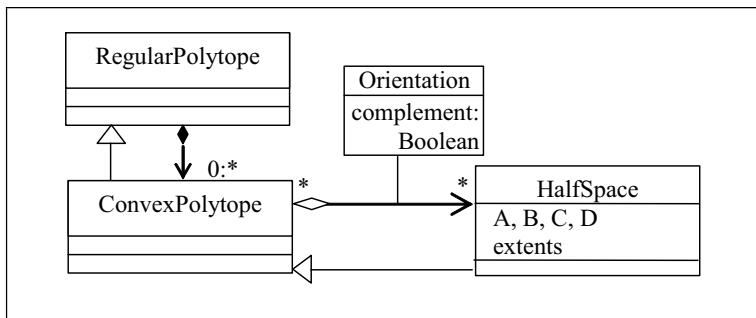 RegularPolytope
Orientation
complement:
Boolean
0:*
*
*
ConvexPolytope
HalfSpace
A, B, C, D
extents